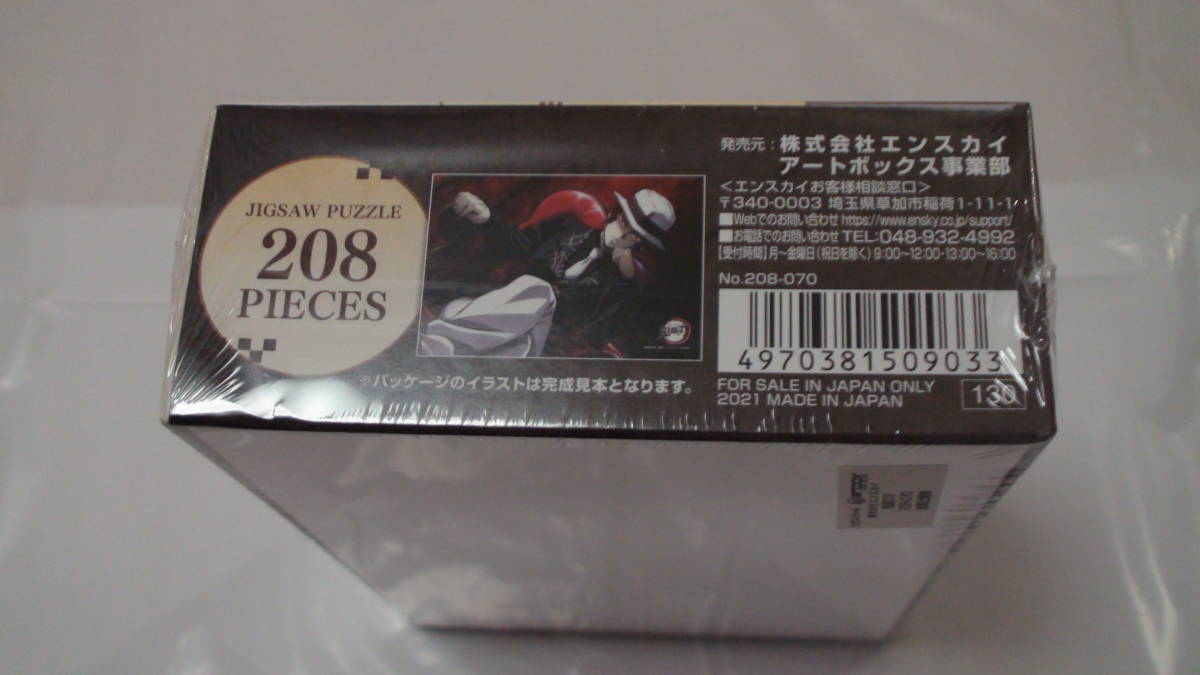 JIGSAW PUZZLE
208
PIECES
※パッケージのイラストは完成見本となります。
発売元：株式会社エンスカイ
アートボックス事業部
＜エンスカイお客様相談窓口＞
〒340-0003 埼玉県草加市稲荷1-11-1
■Webでのお問い合わせ https://www.ensky.co.jp/support/
■お電話でのお問い合わせ TEL:048-932-4992
【受付時間】月〜金曜日(祝日を除く) 9:00〜12:00・13:00〜16:00
No.208-070
4970381509033
FOR SALE IN JAPAN ONLY
2021 MADE IN JAPAN
130